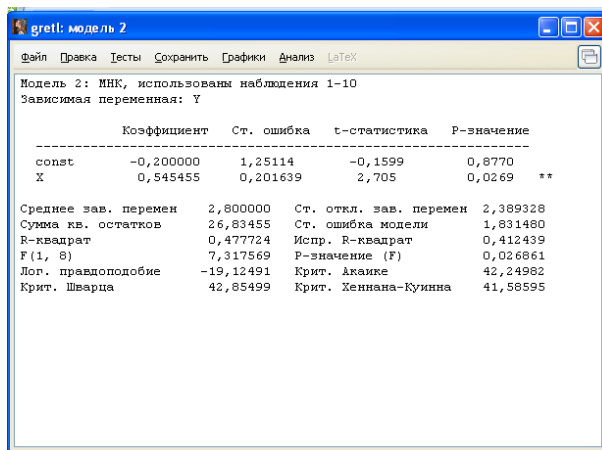 gretl: модель 2
Файл Правка Тесты Сохранить Графики Анализ LaTeX
Модель 2: МНК, использованы наблюдения 1-10
Зависимая переменная: Y
Коэффициент Ст. ошибка t-статистика P-значение
const -0,200000 1,25114 -0,1599 0,8770
X 0,545455 0,201639 2,705 0,0269 **
Среднее зав. перемен 2,800000 Ст. откл. зав. перемен 2,389328
Сумма кв. остатков 26,83455 Ст. ошибка модели 1,831480
R-квадрат 0,477724 Испр. R-квадрат 0,412439
F(1, 8) 7,317569 P-значение (F) 0,026861
Лог. правдоподобие -19,12491 Крит. Акаике 42,24982
Крит. Шварца 42,85499 Крит. Хеннана-Куинна 41,58595